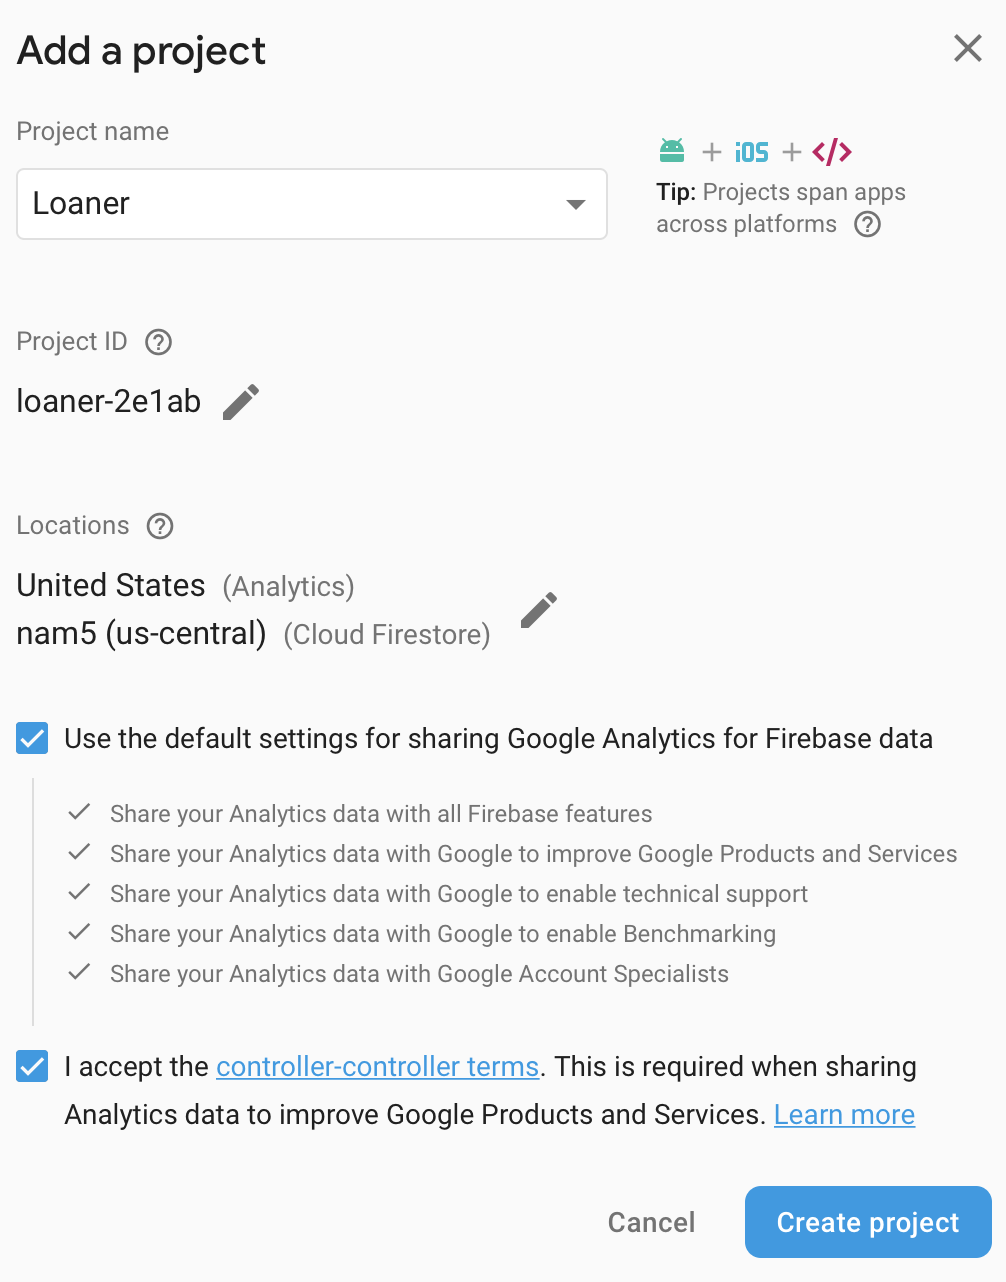 Add a project
Project name
Loaner
+ iOS + </>
Tip: Projects span apps
across platforms ?
Project ID ?
loaner-2e1ab
Locations ?
United States (Analytics)
nam5 (us-central) (Cloud Firestore)
Use the default settings for sharing Google Analytics for Firebase data
Share your Analytics data with all Firebase features
Share your Analytics data with Google to improve Google Products and Services
Share your Analytics data with Google to enable technical support
Share your Analytics data with Google to enable Benchmarking
Share your Analytics data with Google Account Specialists
I accept the controller-controller terms. This is required when sharing
Analytics data to improve Google Products and Services. Learn more
Cancel
Create project